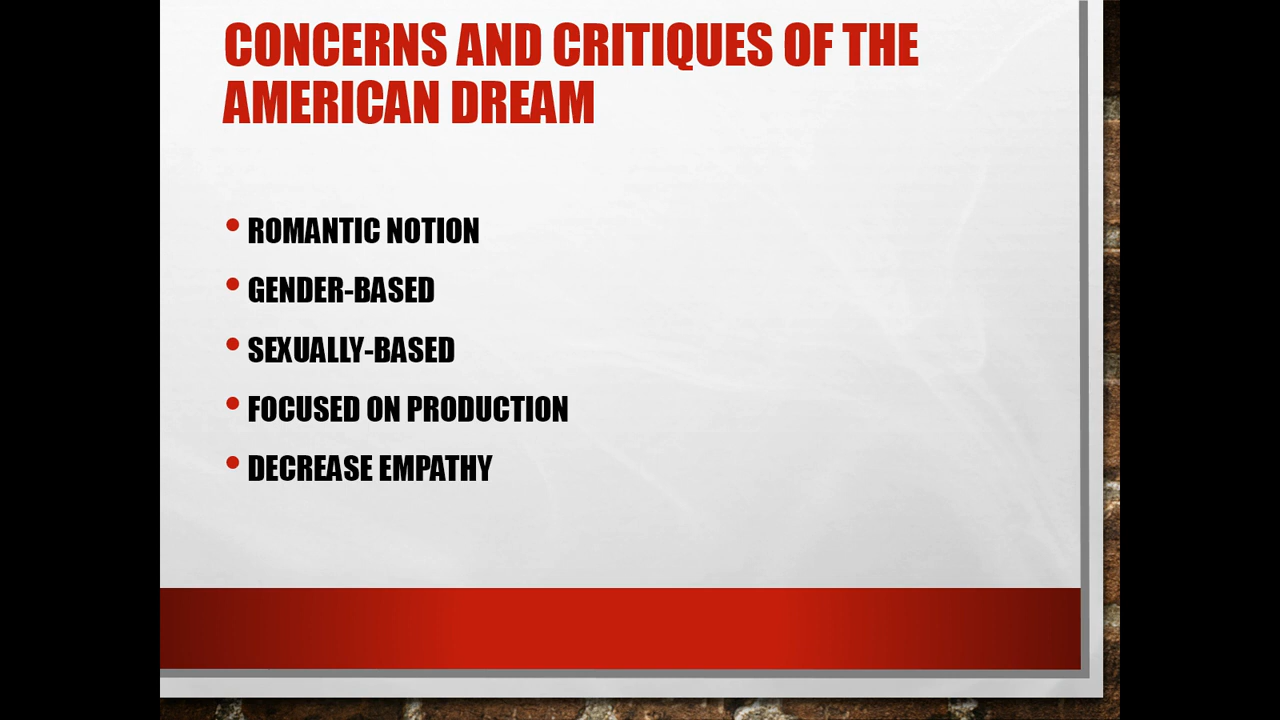 CONCERNS AND CRITIQUES OF THE
AMERICAN DREAM
• ROMANTIC NOTION
• GENDER-BASED
• SEXUALLY-BASED
• FOCUSED ON PRODUCTION
• DECREASE EMPATHY